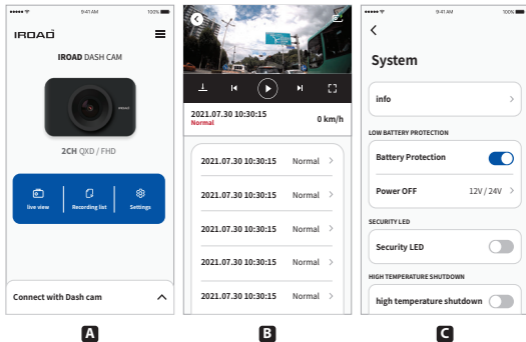 9:41 AM
100%
IROAD
IROAD DASH CAM
2CH QXD / FHD
live view
Recording list
Settings
Connect with Dash cam
A
2021.07.30 10:30:15
Normal
0 km/h
2021.07.30 10:30:15 Normal
2021.07.30 10:30:15 Normal
2021.07.30 10:30:15 Normal
2021.07.30 10:30:15 Normal
2021.07.30 10:30:15 Normal
B
9:41 AM
100%
System
info
LOW BATTERY PROTECTION
Battery Protection
Power OFF 12V / 24V
SECURITY LED
Security LED
HIGH TEMPERATURE SHUTDOWN
high temperature shutdown
C